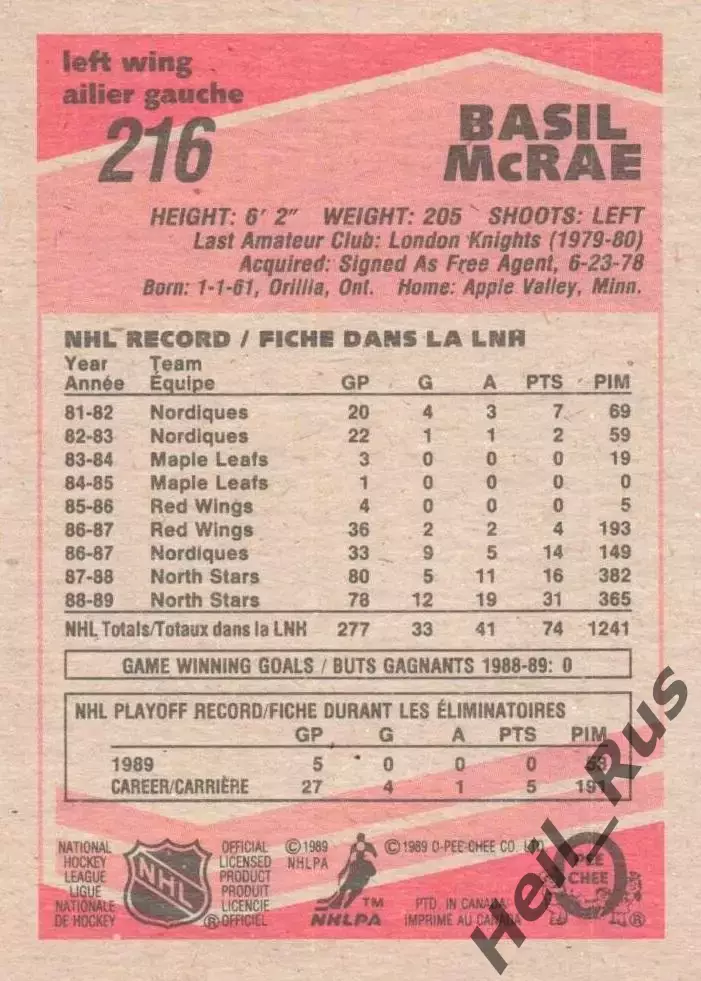 left wing
ailier gauche
216
BASIL
McRAE
HEIGHT: 6' 2" WEIGHT: 205 SHOOTS: LEFT
Last Amateur Club: London Knights (1979-80)
Acquired: Signed As Free Agent, 6-23-78
Born: 1-1-61, Orillia, Ont. Home: Apple Valley, Minn.
NHL RECORD / FICHE DANS LA LNH
Year Team
Année Équipe GP G A PTS PIM
81-82 Nordiques 20 4 3 7 69
82-83 Nordiques 22 1 1 2 59
83-84 Maple Leafs 3 0 0 0 19
84-85 Maple Leafs 1 0 0 0 0
85-86 Red Wings 4 0 0 0 5
86-87 Red Wings 36 2 2 4 193
86-87 Nordiques 33 9 5 14 149
87-88 North Stars 80 5 11 16 382
88-89 North Stars 78 12 19 31 365
NHL Totals/Totaux dans la LNH 277 33 41 74 1241
GAME WINNING GOALS / BUTS GAGNANTS 1988-89: 0
NHL PLAYOFF RECORD/FICHE DURANT LES ÉLIMINATOIRES
GP G A PTS PIM
1989 5 0 0 0
CAREER/CARRIÈRE 27 4 1 5 191
NATIONAL
HOCKEY
LEAGUE
LIGUE
NATIONALE
DE HOCKEY
NHL
OFFICIAL
LICENSED
PRODUCT
PRODUIT
LICENCIE
® OFFICIEL
© 1989
NHLPA
TM
NHLPA
© 1989 O-PEE-CHEE CO.
PTD. IN CANADA
IMPRIMÉ AU CANADA
O
PEE
CHEE
®
Heil_Rus